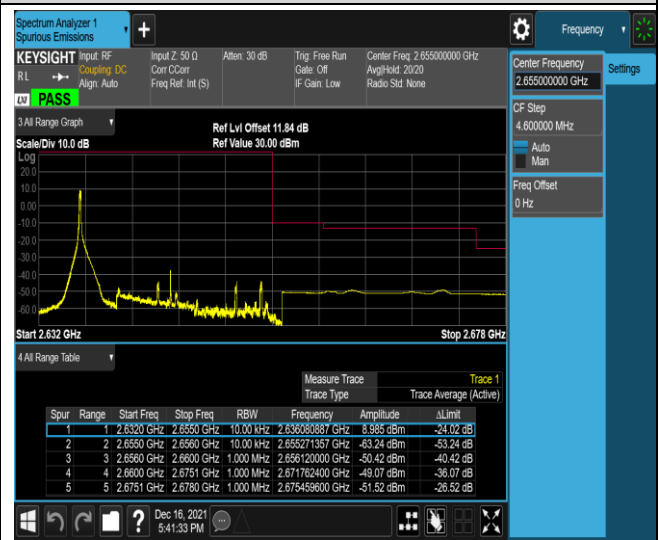 Spectrum Analyzer 1
Spurious Emissions
+
Frequency
KEYSIGHT
Input: RF
Coupling: DC
Align: Auto
Input Z: 50 Ω
Corr CCorr
Freq Ref: Int (S)
Atten: 30 dB
Trig: Free Run
Gate: Off
IF Gain: Low
Center Freq: 2.655000000 GHz
Avg|Hold: 20/20
Radio Std: None
R L
LXI
PASS
Center Frequency
2.655000000 GHz
Settings
CF Step
4.600000 MHz
Auto
Man
Freq Offset
0 Hz
3 All Range Graph
Ref Lvl Offset 11.84 dB
Scale/Div 10.0 dB
Ref Value 30.00 dBm
Log
20.0
10.0
0.00
-10.0
-20.0
-30.0
-40.0
-50.0
-60.0
Start 2.632 GHz
Stop 2.678 GHz
4 All Range Table
Measure Trace Trace 1
Trace Type Trace Average (Active)
Spur Range Start Freq Stop Freq RBW Frequency Amplitude ΔLimit
1 1 2.6320 GHz 2.6550 GHz 10.00 kHz 2.636080887 GHz 8.985 dBm -24.02 dB
2 2 2.6550 GHz 2.6560 GHz 10.00 kHz 2.655271357 GHz -63.24 dBm -53.24 dB
3 3 2.6560 GHz 2.6600 GHz 1.000 MHz 2.656120000 GHz -50.42 dBm -40.42 dB
4 4 2.6600 GHz 2.6751 GHz 1.000 MHz 2.671762400 GHz -49.07 dBm -36.07 dB
5 5 2.6751 GHz 2.6780 GHz 1.000 MHz 2.675459600 GHz -51.52 dBm -26.52 dB
?
Dec 16, 2021
5:41:33 PM